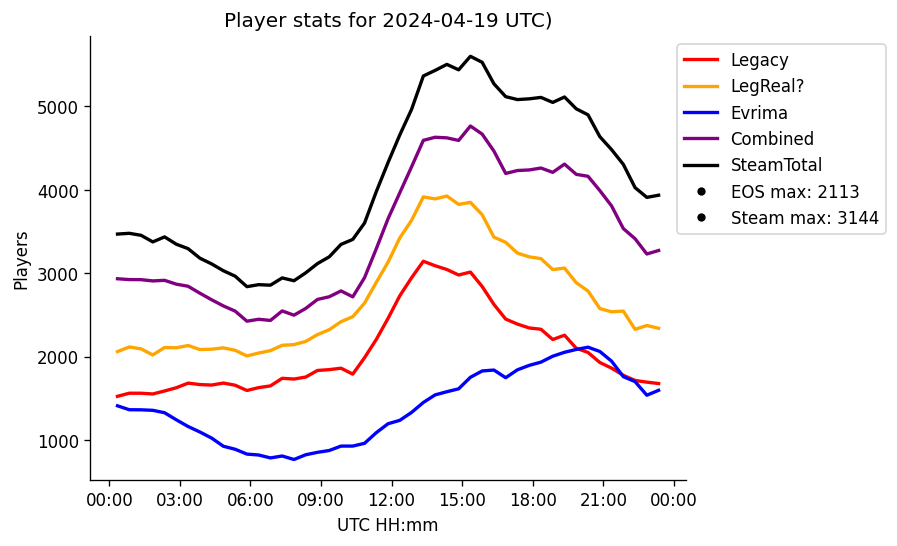 Player stats for 2024-04-19 UTC)
Legacy
LegReal?
Evrima
Combined
SteamTotal
EOS max: 2113
Steam max: 3144
Players
5000
4000
3000
2000
1000
00:00 03:00 06:00 09:00 12:00 15:00 18:00 21:00 00:00
UTC HH:mm